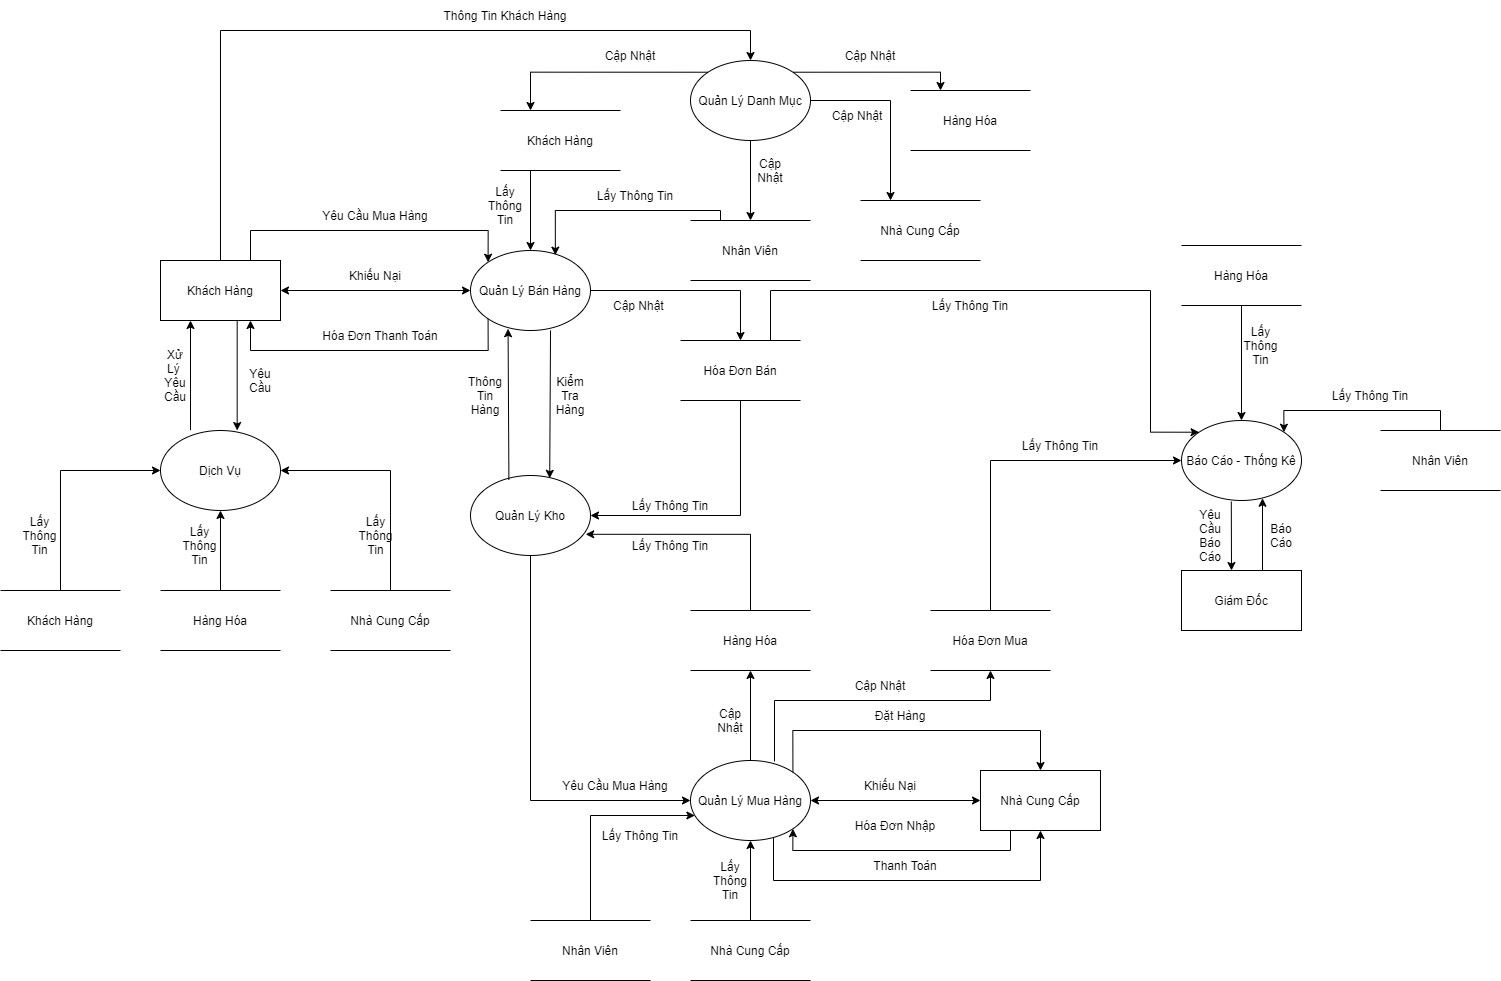 Thông Tin Khách Hàng
Cập Nhật
Cập Nhật
Quản Lý Danh Mục
Cập Nhật
Hàng Hóa
Khách Hàng
Cập
Nhật
Lấy
Thông
Tin
Lấy Thông Tin
Yêu Cầu Mua Hàng
Nhà Cung Cấp
Nhân Viên
Khách Hàng
Khiếu Nại
Quản Lý Bán Hàng
Cập Nhật
Lấy Thông Tin
Hàng Hóa
Hóa Đơn Thanh Toán
Lấy
Thông
Tin
Xử
Lý
Yêu
Cầu
Yêu
Cầu
Thông
Tin
Hàng
Kiểm
Tra
Hàng
Hóa Đơn Bán
Lấy Thông Tin
Lấy Thông Tin
Dịch Vụ
Báo Cáo - Thống Kê
Nhân Viên
Lấy
Thông
Tin
Lấy
Thông
Tin
Lấy
Thông
Tin
Quản Lý Kho
Lấy Thông Tin
Lấy Thông Tin
Yêu
Cầu
Báo
Cáo
Báo
Cáo
Giám Đốc
Khách Hàng
Hàng Hóa
Nhà Cung Cấp
Hàng Hóa
Hóa Đơn Mua
Cập Nhật
Cập
Nhật
Đặt Hàng
Yêu Cầu Mua Hàng
Quản Lý Mua Hàng
Khiếu Nại
Nhà Cung Cấp
Lấy Thông Tin
Hóa Đơn Nhập
Thanh Toán
Lấy
Thông
Tin
Nhân Viên
Nhà Cung Cấp